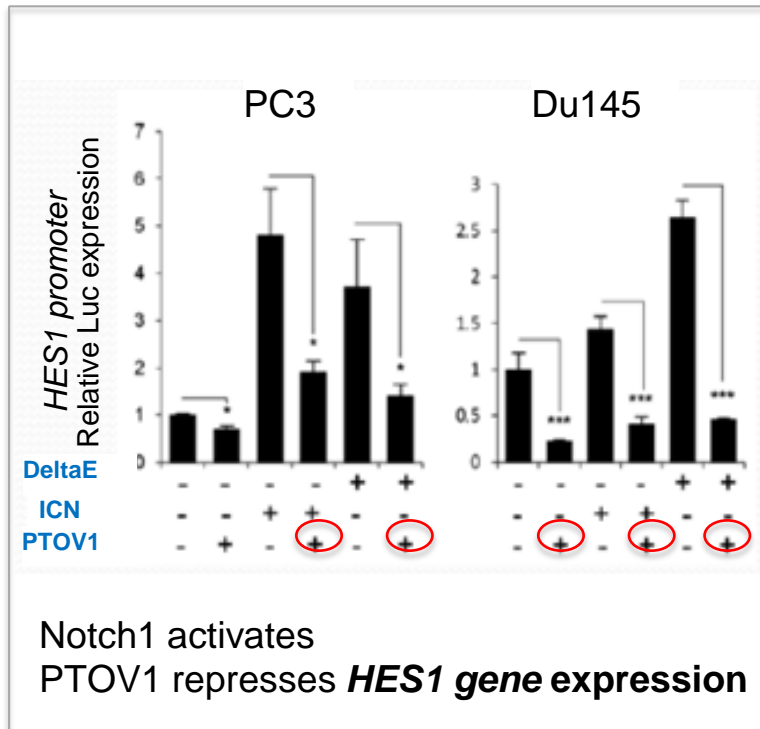 PC3 Du145
HES1 promoter
Relative Luc expression
7
6
5
4
3
2
1
0
3
2.5
2
1.5
1
0.5
0
* * * *** *** ***
DeltaE - - - - + + - - - - + +
ICN - - + + - - - - + + - -
PTOV1 - + - + - + - + - + - +
Notch1 activates
PTOV1 represses HES1 gene expression